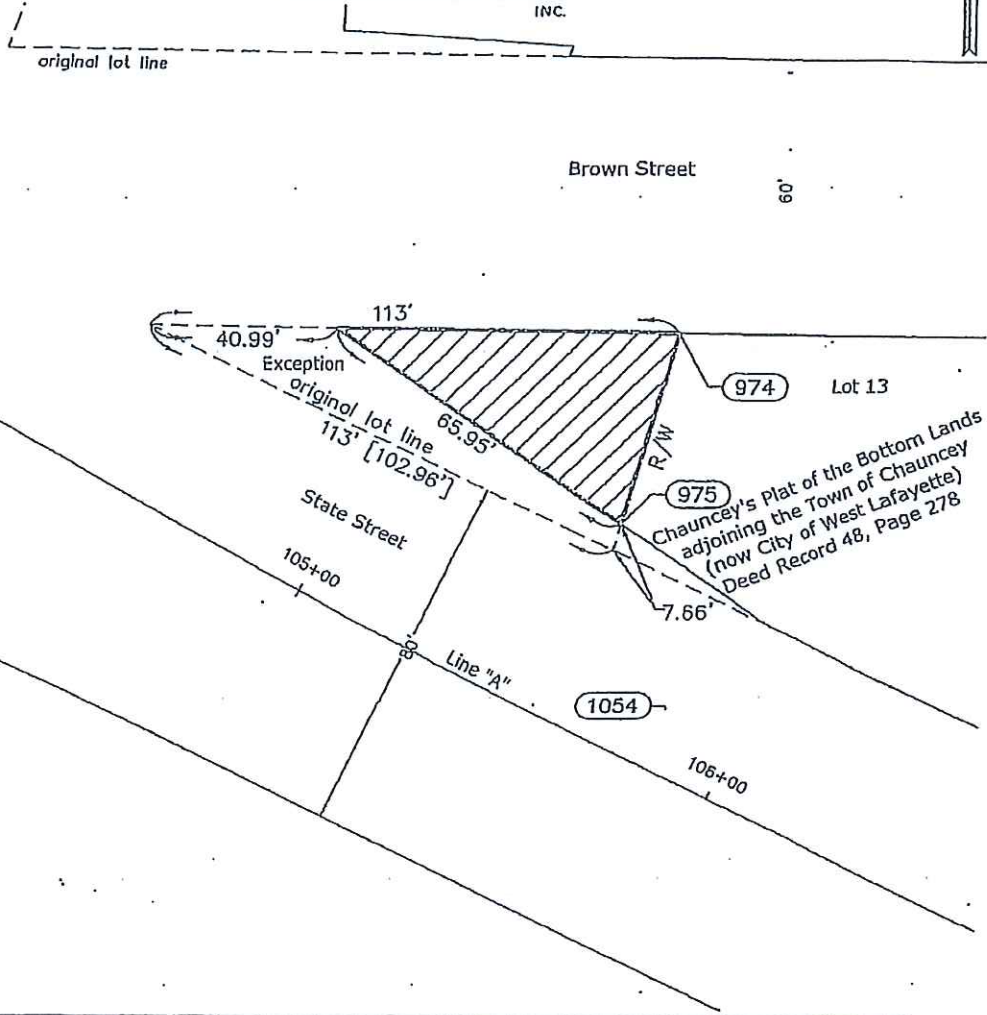 INC.
original lot line
Brown Street
60'
113'
40.99'
Exception
original lot line
113' [102.96']
65.95'
R/W
974
Lot 13
975
Chauncey's Plat of the Bottom Lands
adjoining the Town of Chauncey
(now City of West Lafayette)
Deed Record 48, Page 278
7.66'
State Street
105+00
80'
Line "A"
1054
106+00